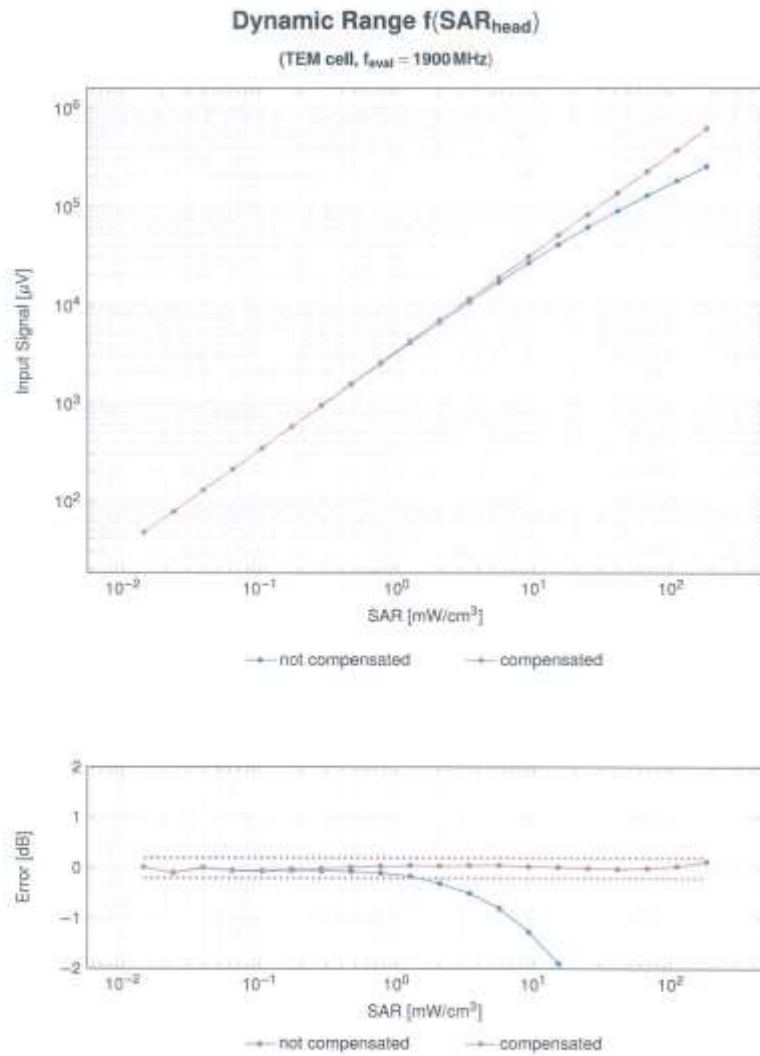 Dynamic Range f(SARhead)
(TEM cell, feval = 1900 MHz)
10⁶
10⁵
10⁴
10³
10²
Input Signal [µV]
10⁻² 10⁻¹ 10⁰ 10¹ 10²
SAR [mW/cm³]
not compensated compensated
2
1
0
-1
-2
Error [dB]
10⁻² 10⁻¹ 10⁰ 10¹ 10²
SAR [mW/cm³]
not compensated compensated